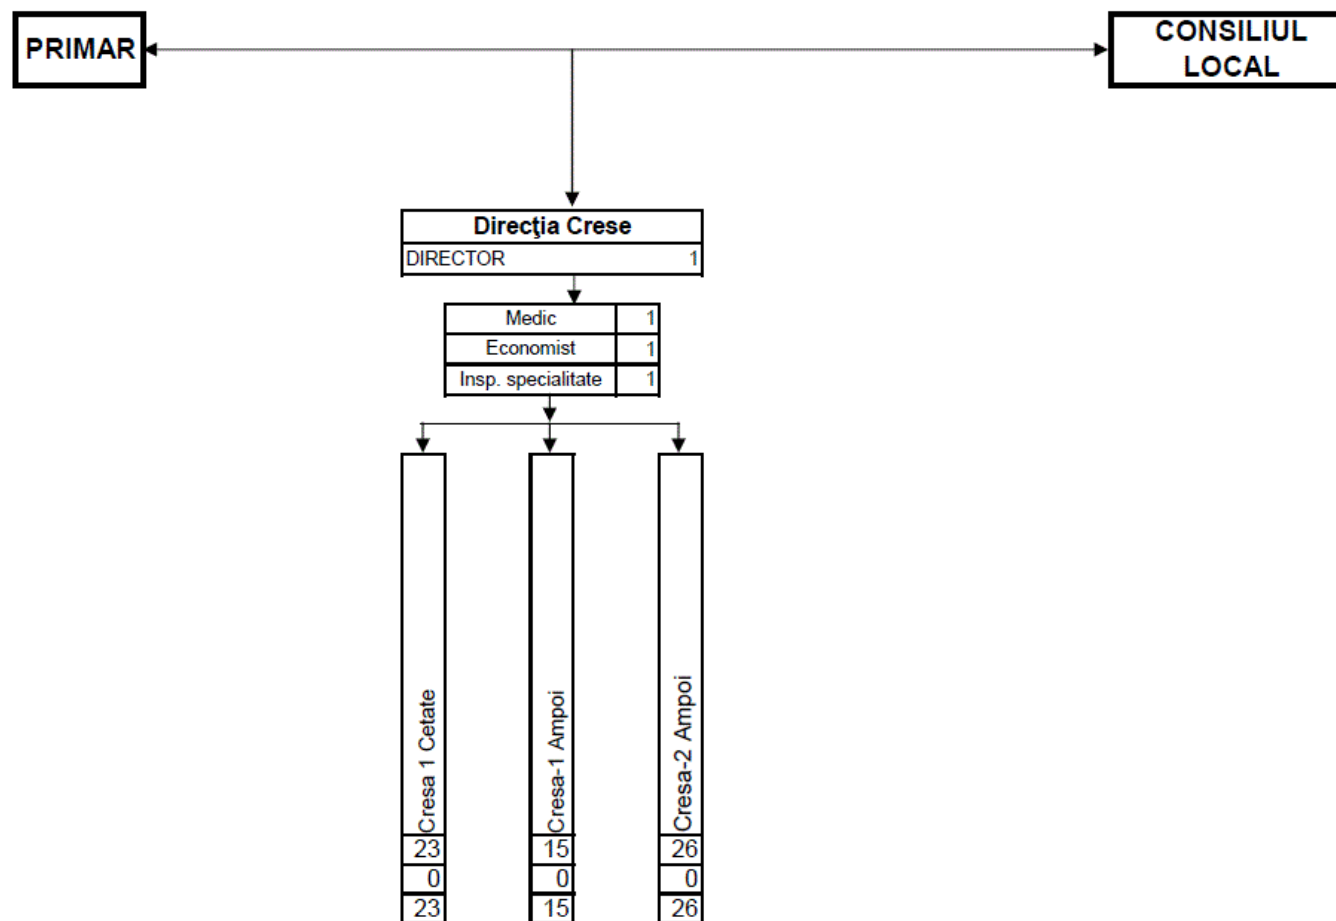 PRIMAR
CONSILIUL
LOCAL
Direcţia Crese
DIRECTOR 1
Medic 1
Economist 1
Insp. specialitate 1
Cresa 1 Cetate
Cresa-1 Ampoi
Cresa-2 Ampoi
23 15 26
0 0 0
23 15 26